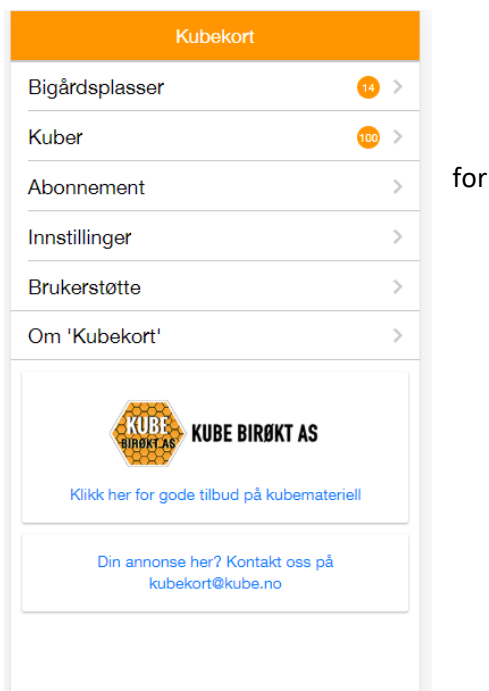 Kubekort
Bigårdsplasser 14
Kuber 100
Abonnement
for
Innstillinger
Brukerstøtte
Om 'Kubekort'
KUBE
BIRØKT AS
KUBE BIRØKT AS
Klikk her for gode tilbud på kubemateriell
Din annonse her? Kontakt oss på
kubekort@kube.no